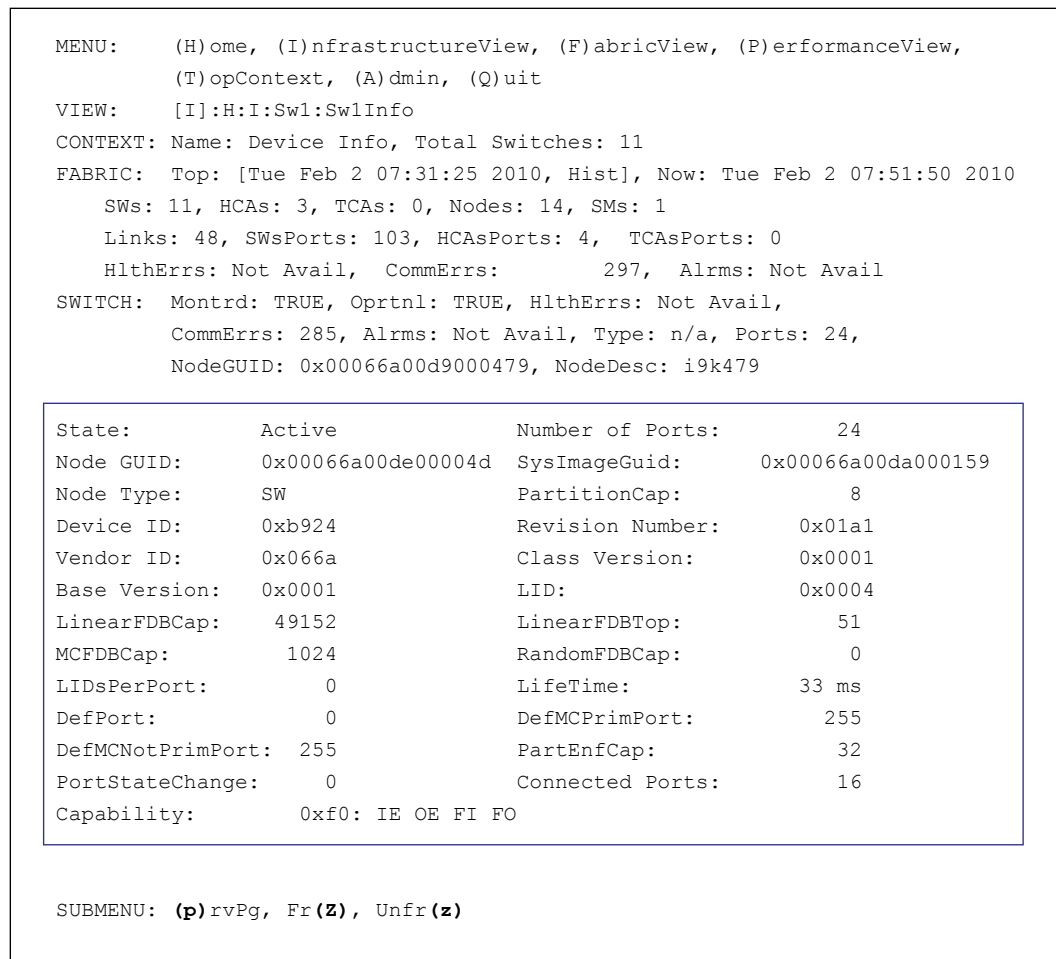 MENU: (H)ome, (I)nfrastructureView, (F)abricView, (P)erformanceView,
(T)opContext, (A)dmin, (Q)uit
VIEW: [I]:H:I:Sw1:Sw1Info
CONTEXT: Name: Device Info, Total Switches: 11
FABRIC: Top: [Tue Feb 2 07:31:25 2010, Hist], Now: Tue Feb 2 07:51:50 2010
SWs: 11, HCAs: 3, TCAs: 0, Nodes: 14, SMs: 1
Links: 48, SWsPorts: 103, HCAsPorts: 4, TCAsPorts: 0
HlthErrs: Not Avail, CommErrs: 297, Alrms: Not Avail
SWITCH: Montrd: TRUE, Oprtnl: TRUE, HlthErrs: Not Avail,
CommErrs: 285, Alrms: Not Avail, Type: n/a, Ports: 24,
NodeGUID: 0x00066a00d9000479, NodeDesc: i9k479
State: Active Number of Ports: 24
Node GUID: 0x00066a00de00004d SysImageGuid: 0x00066a00da000159
Node Type: SW PartitionCap: 8
Device ID: 0xb924 Revision Number: 0x01a1
Vendor ID: 0x066a Class Version: 0x0001
Base Version: 0x0001 LID: 0x0004
LinearFDBCap: 49152 LinearFDBTop: 51
MCFDBCap: 1024 RandomFDBCap: 0
LIDsPerPort: 0 LifeTime: 33 ms
DefPort: 0 DefMCPrimPort: 255
DefMCNotPrimPort: 255 PartEnfCap: 32
PortStateChange: 0 Connected Ports: 16
Capability: 0xf0: IE OE FI FO
SUBMENU: (p)rvPg, Fr(Z), Unfr(z)